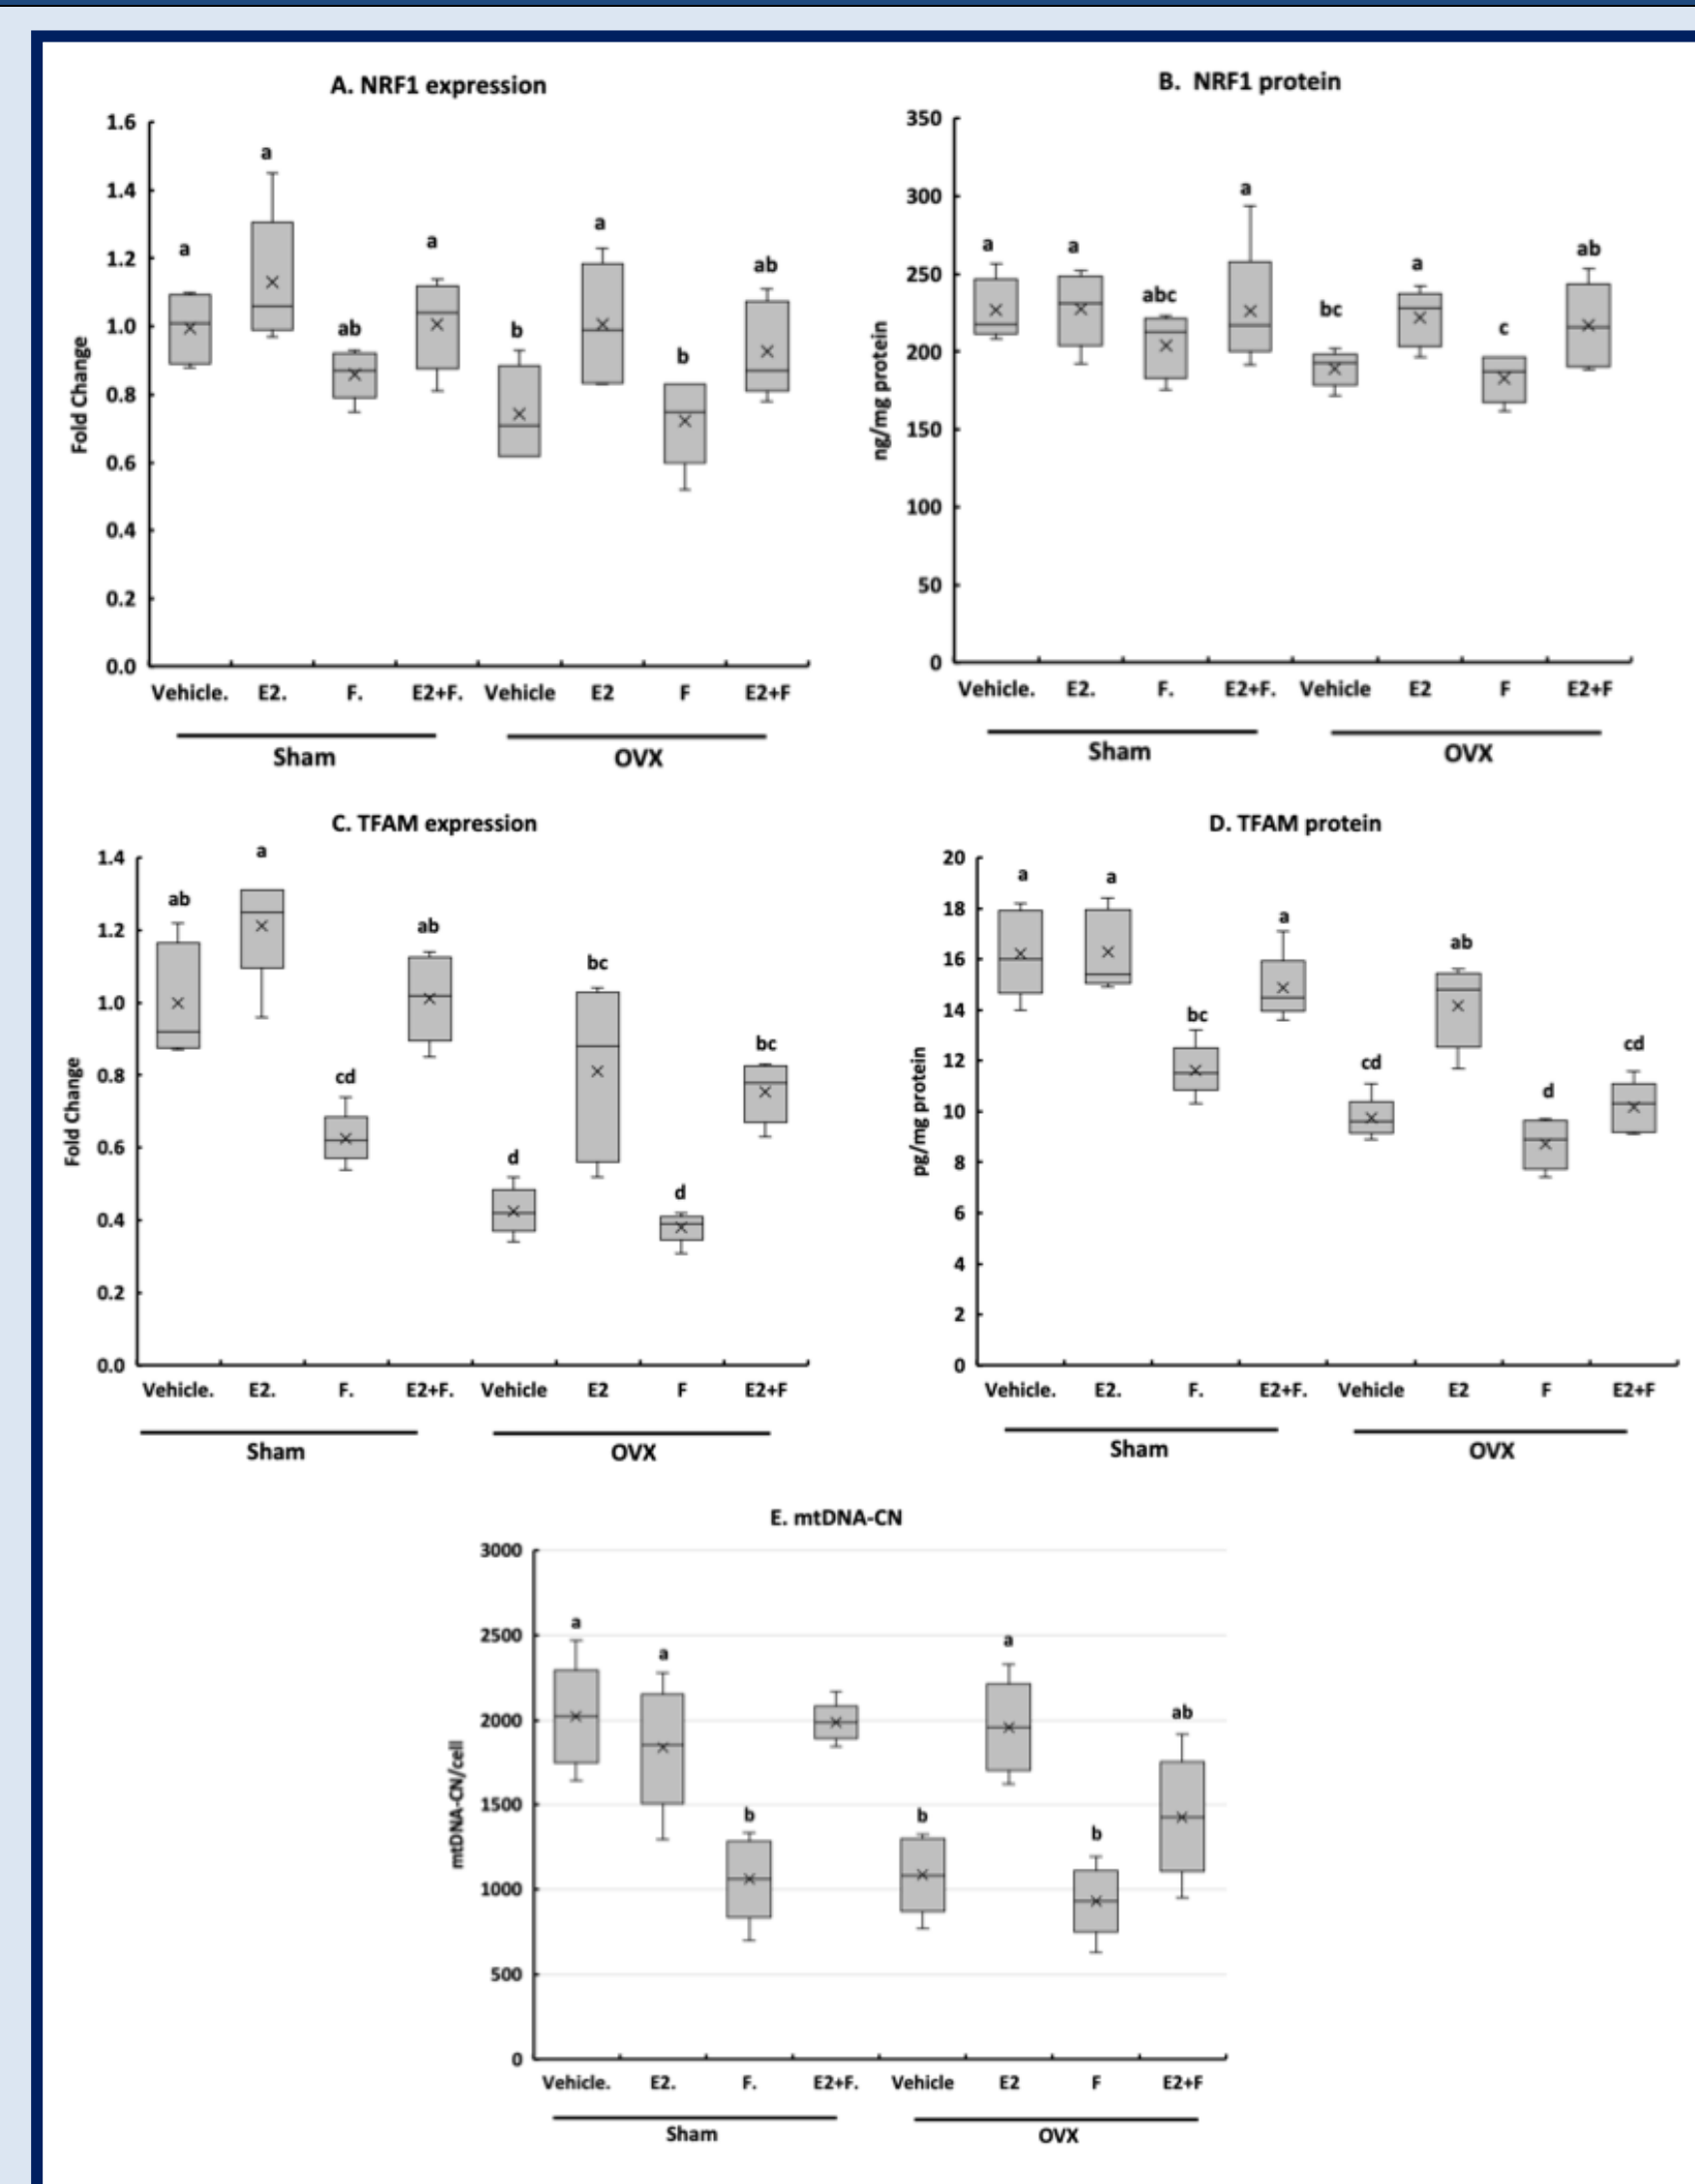 A. NRF1 expression
1.6
1.4
1.2
1.0
0.8
0.6
0.4
0.2
0.0
Fold Change
a
a
ab
a
b
a
b
ab
Vehicle. E2. F. E2+F. Vehicle E2 F E2+F
Sham OVX
B. NRF1 protein
350
300
250
200
150
100
50
0
ng/mg protein
a
a
abc
a
bc
a
c
ab
Vehicle. E2. F. E2+F. Vehicle E2 F E2+F
Sham OVX
C. TFAM expression
1.4
1.2
1.0
0.8
0.6
0.4
0.2
0.0
Fold Change
ab
a
cd
ab
d
bc
d
bc
Vehicle. E2. F. E2+F. Vehicle E2 F E2+F
Sham OVX
D. TFAM protein
20
18
16
14
12
10
8
6
4
2
0
pg/mg protein
a
a
bc
a
cd
ab
d
cd
Vehicle. E2. F. E2+F. Vehicle E2 F E2+F
Sham OVX
E. mtDNA-CN
3000
2500
2000
1500
1000
500
0
mtDNA-CN/cell
a
a
b
b
a
b
ab
Vehicle. E2. F. E2+F. Vehicle E2 F E2+F
Sham OVX